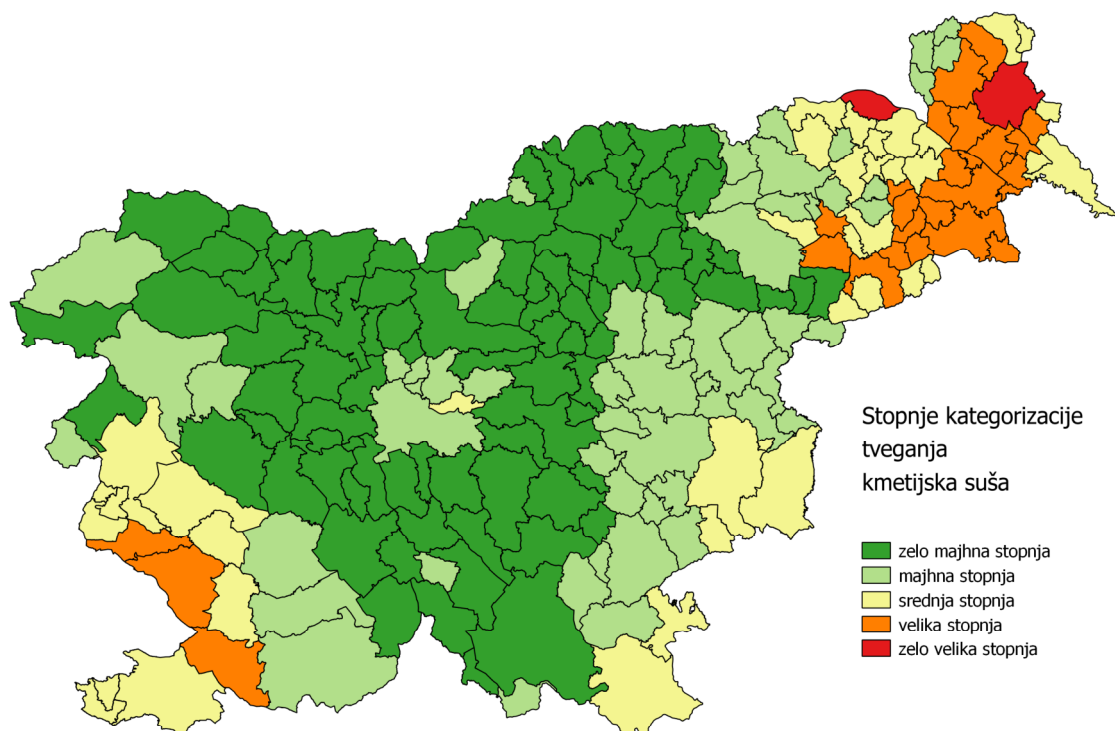 Stopnje kategorizacije
tveganja
kmetijska suša
zelo majhna stopnja
majhna stopnja
srednja stopnja
velika stopnja
zelo velika stopnja